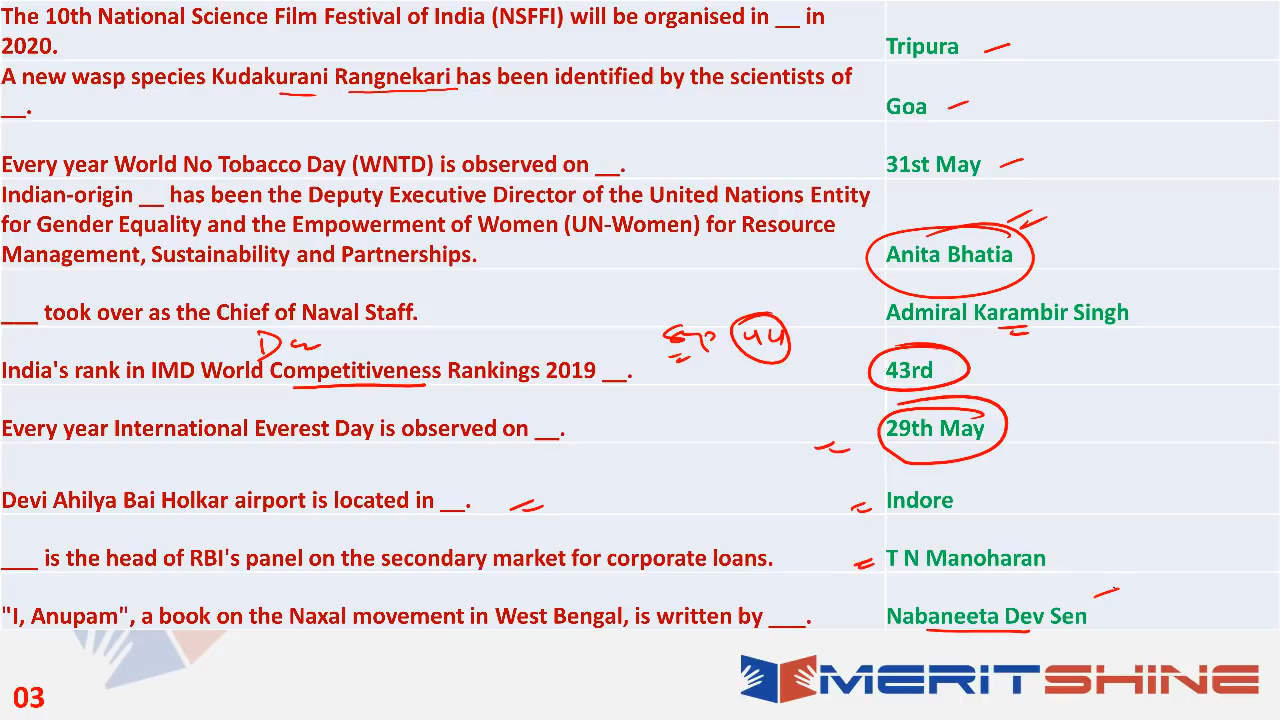 The 10th National Science Film Festival of India (NSFFI) will be organised in __ in
2020.
Tripura
A new wasp species Kudakurani Rangnekari has been identified by the scientists of
__.
Goa
Every year World No Tobacco Day (WNTD) is observed on __.
31st May
Indian-origin __ has been the Deputy Executive Director of the United Nations Entity
for Gender Equality and the Empowerment of Women (UN-Women) for Resource
Management, Sustainability and Partnerships.
Anita Bhatia
___ took over as the Chief of Naval Staff.
Admiral Karambir Singh
44
India's rank in IMD World Competitiveness Rankings 2019 __.
43rd
Every year International Everest Day is observed on __.
29th May
Devi Ahilya Bai Holkar airport is located in __.
Indore
___ is the head of RBI's panel on the secondary market for corporate loans.
T N Manoharan
"I, Anupam", a book on the Naxal movement in West Bengal, is written by ___.
Nabaneeta Dev Sen
MERITSHINE
03